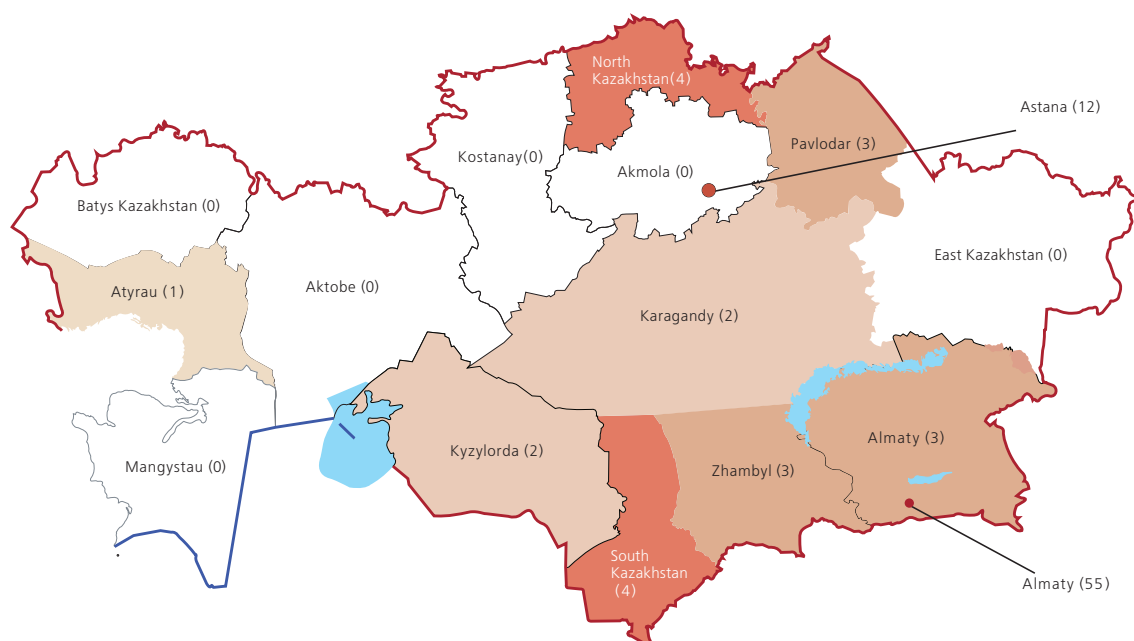 North
Kazakhstan(4)
Astana (12)
Pavlodar (3)
Kostanay(0)
Akmola (0)
Batys Kazakhstan (0)
East Kazakhstan (0)
Aktobe (0)
Atyrau (1)
Karagandy (2)
Almaty (3)
Kyzylorda (2)
Mangystau (0)
Zhambyl (3)
South
Kazakhstan
(4)
Almaty (55)